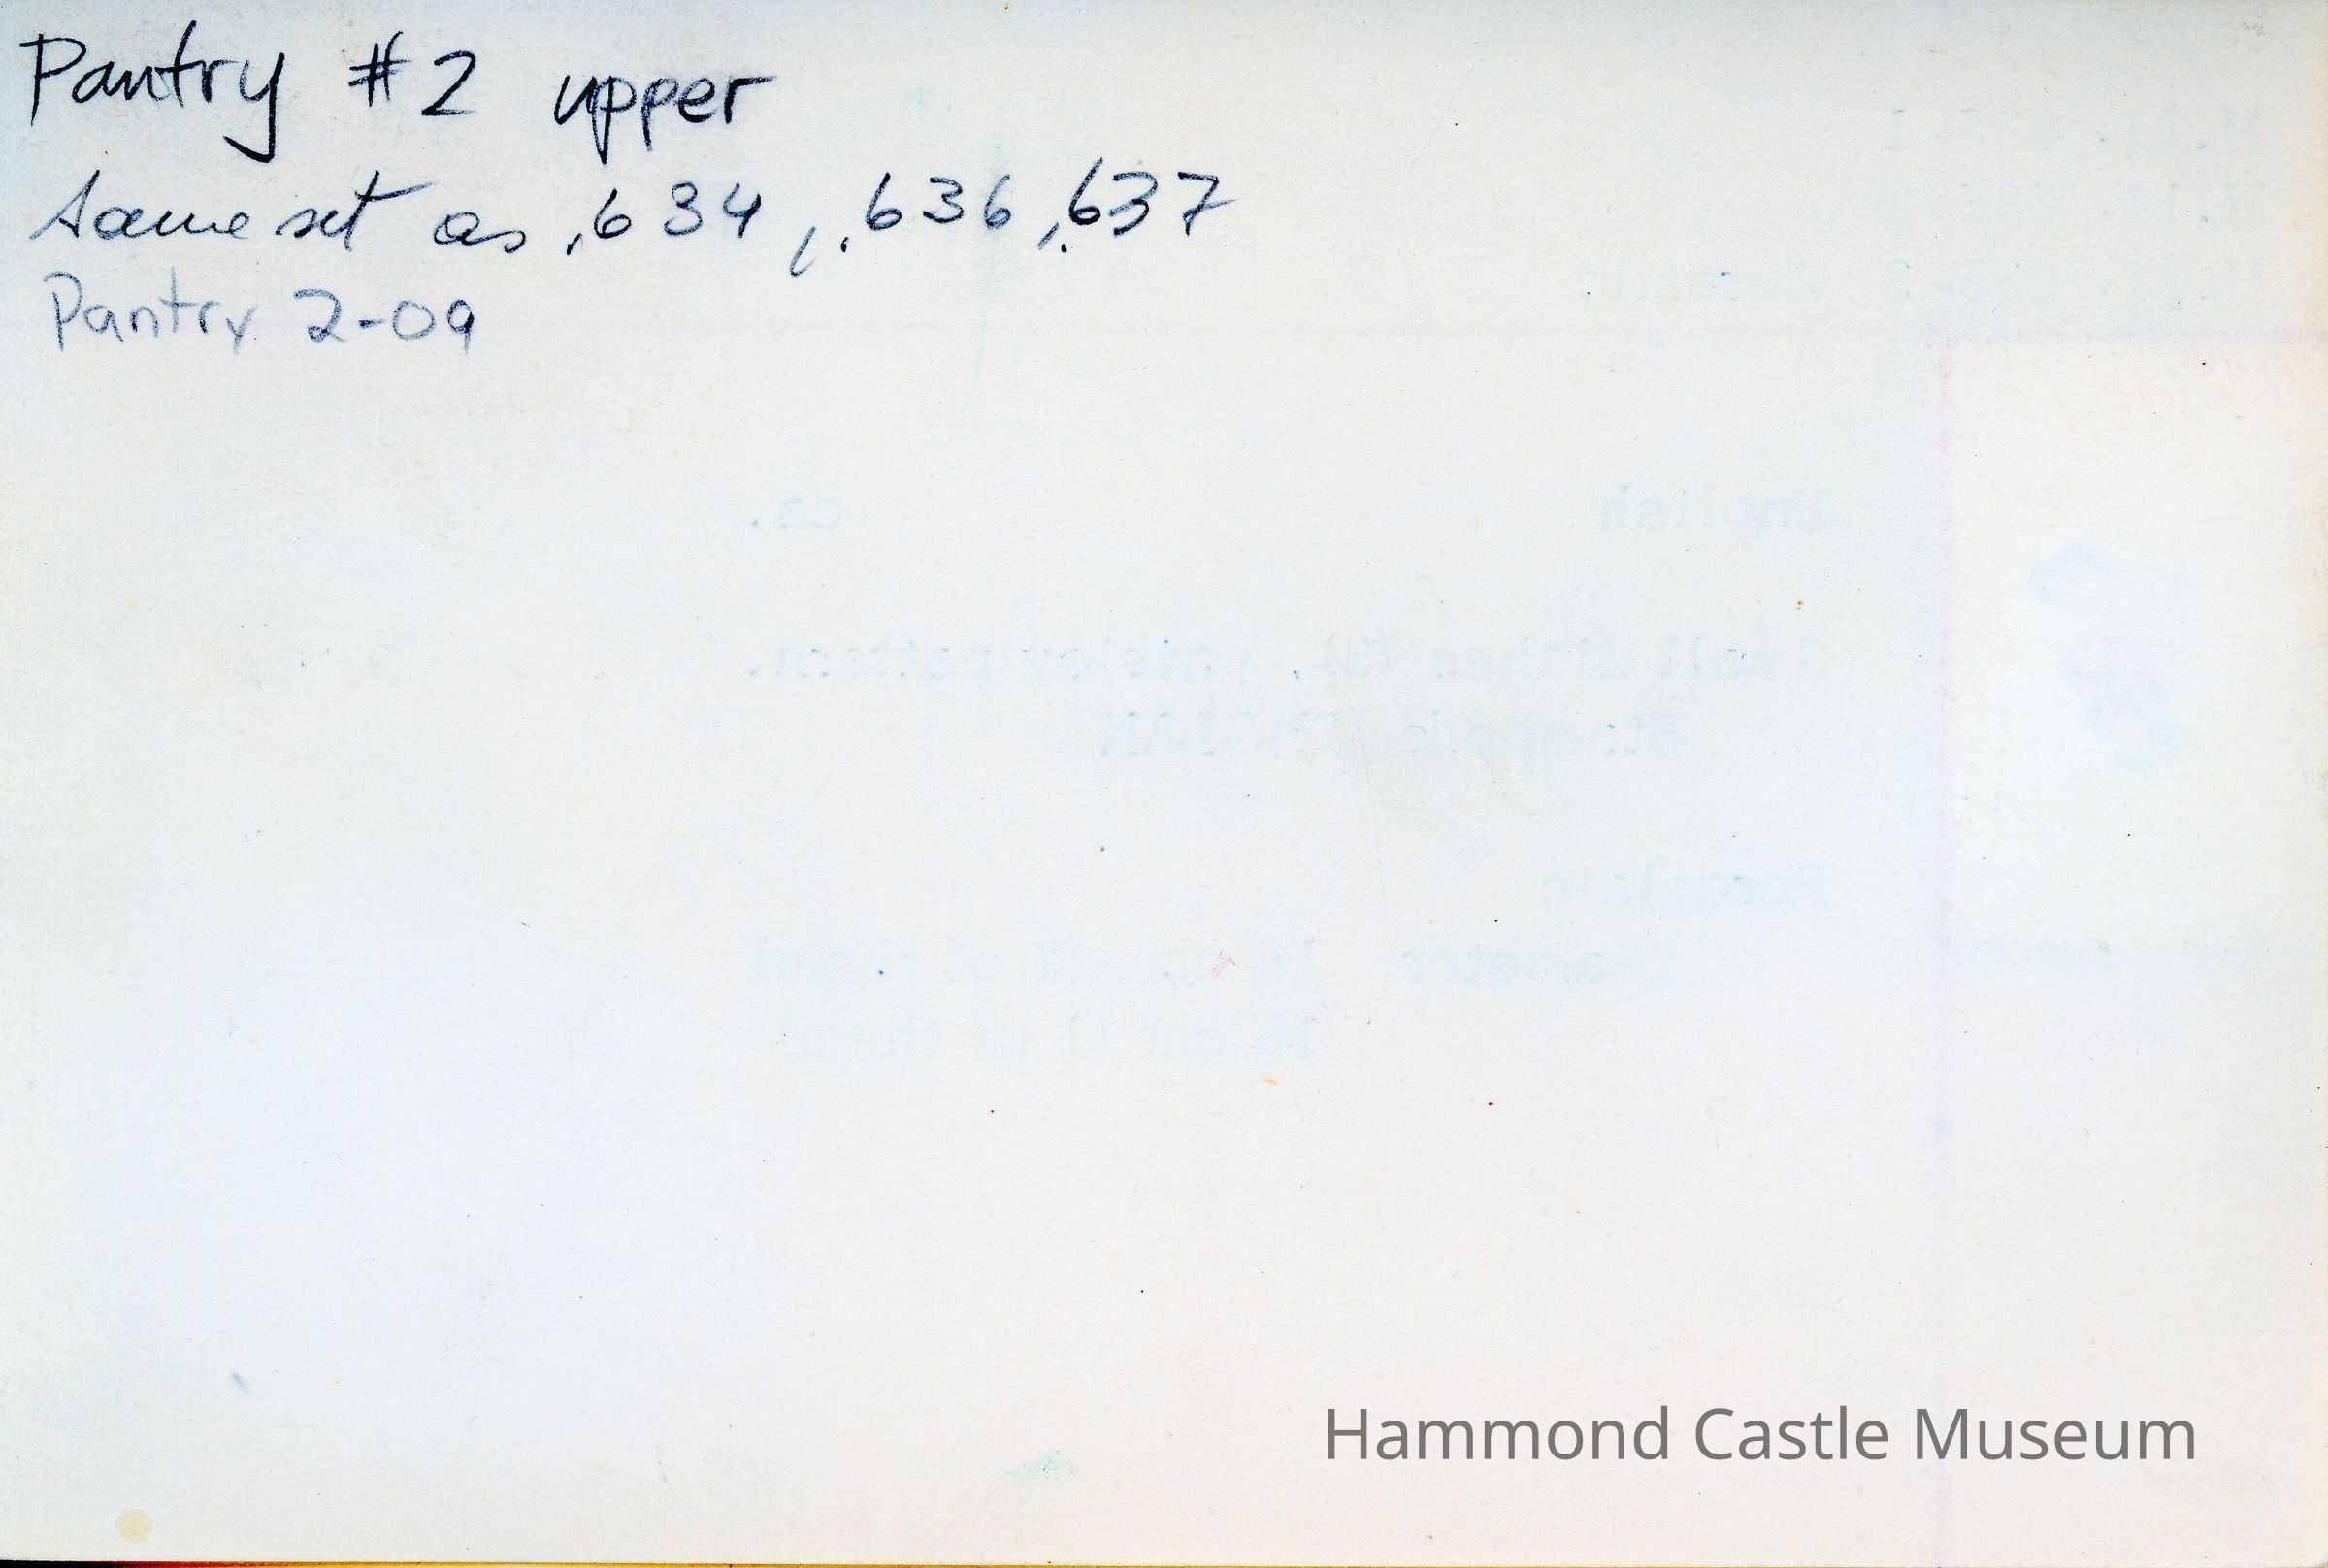 Pantry #2 upper
Same set as .634, .636, .637
Pantry 2-09
Hammond Castle Museum